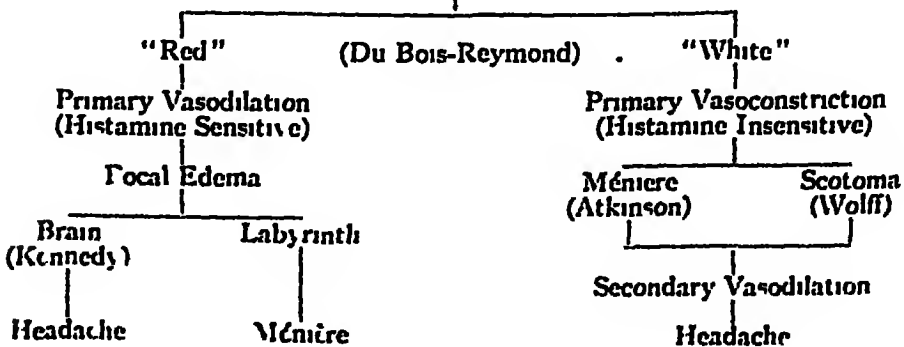 "Red" (Du Bois-Reymond) . "White"
Primary Vasodilation
(Histamine Sensitive)
Primary Vasoconstriction
(Histamine Insensitive)
Focal Edema
Ménière
(Atkinson)
Scotoma
(Wolff)
Brain
(Kennedy)
Labyrinth
Secondary Vasodilation
Headache
Ménière
Headache